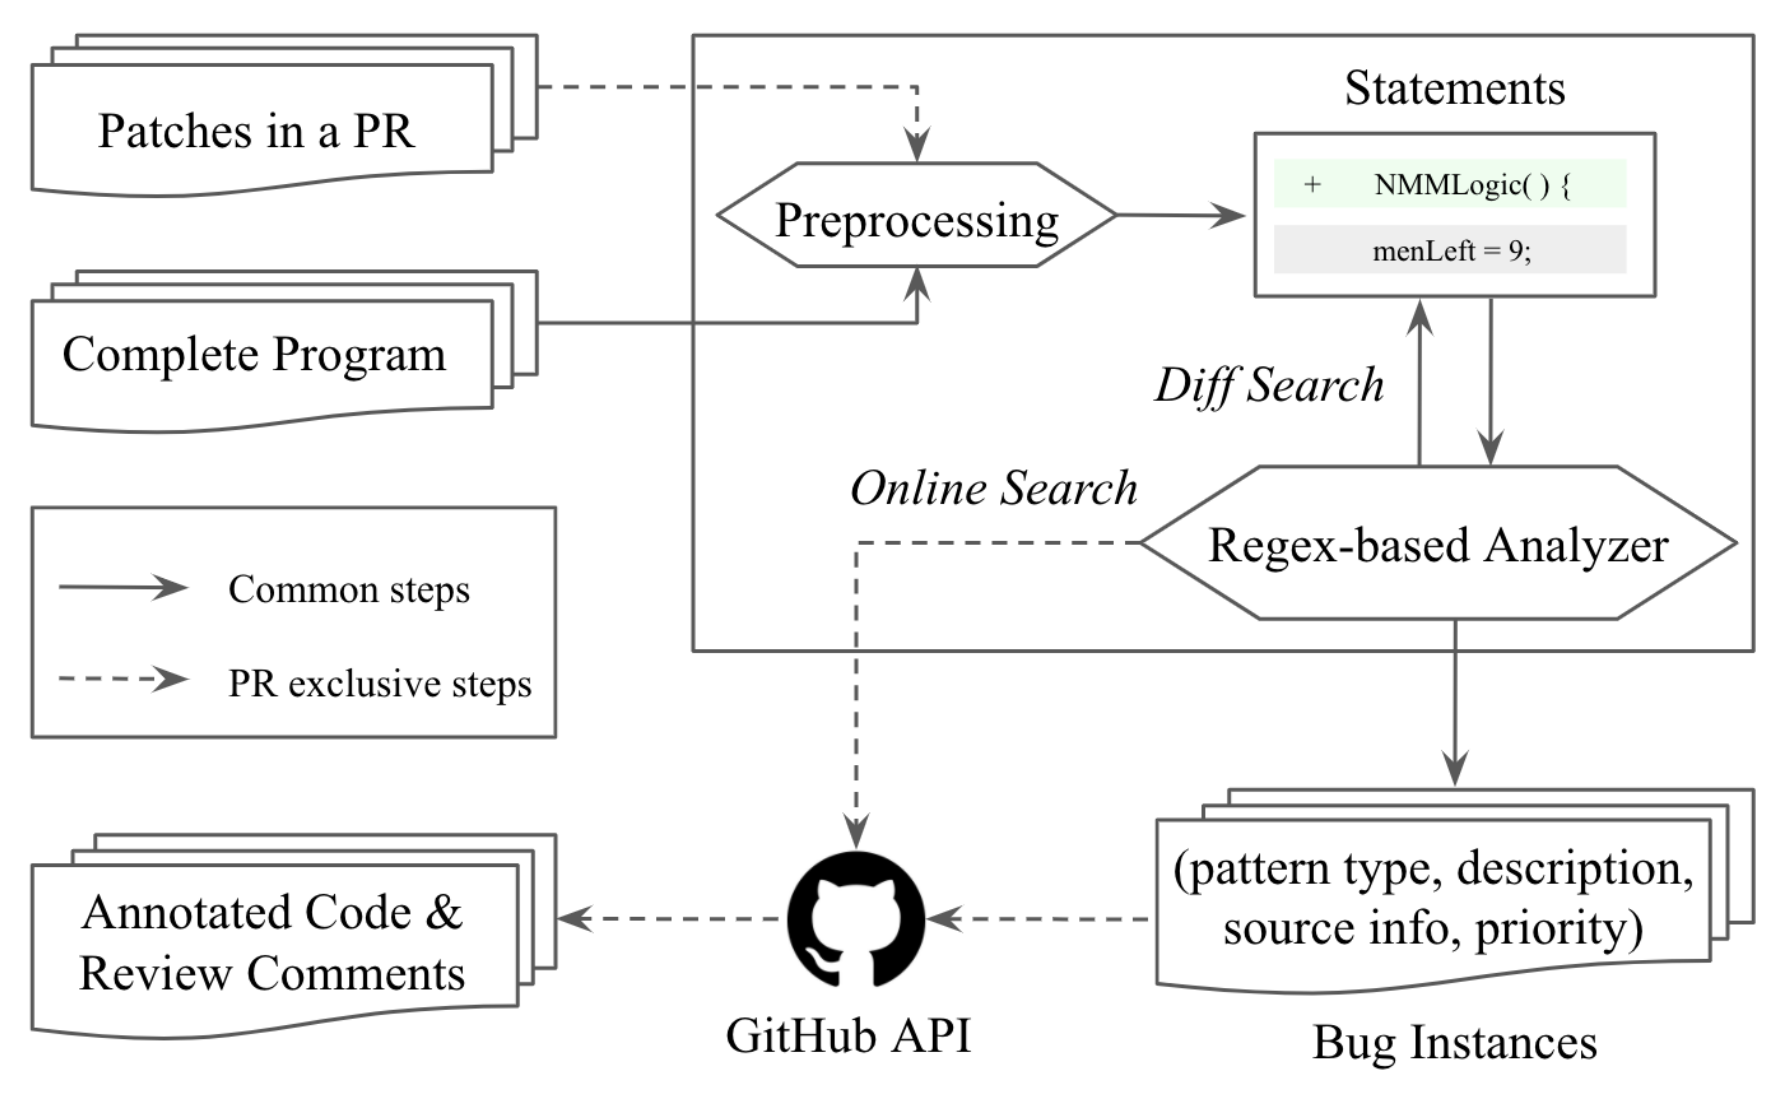 Patches in a PR
Complete Program
Common steps
PR exclusive steps
Preprocessing
Statements
+ NMMLogic( ) {
menLeft = 9;
Diff Search
Online Search
Regex-based Analyzer
(pattern type, description,
source info, priority)
Bug Instances
GitHub API
Annotated Code &
Review Comments